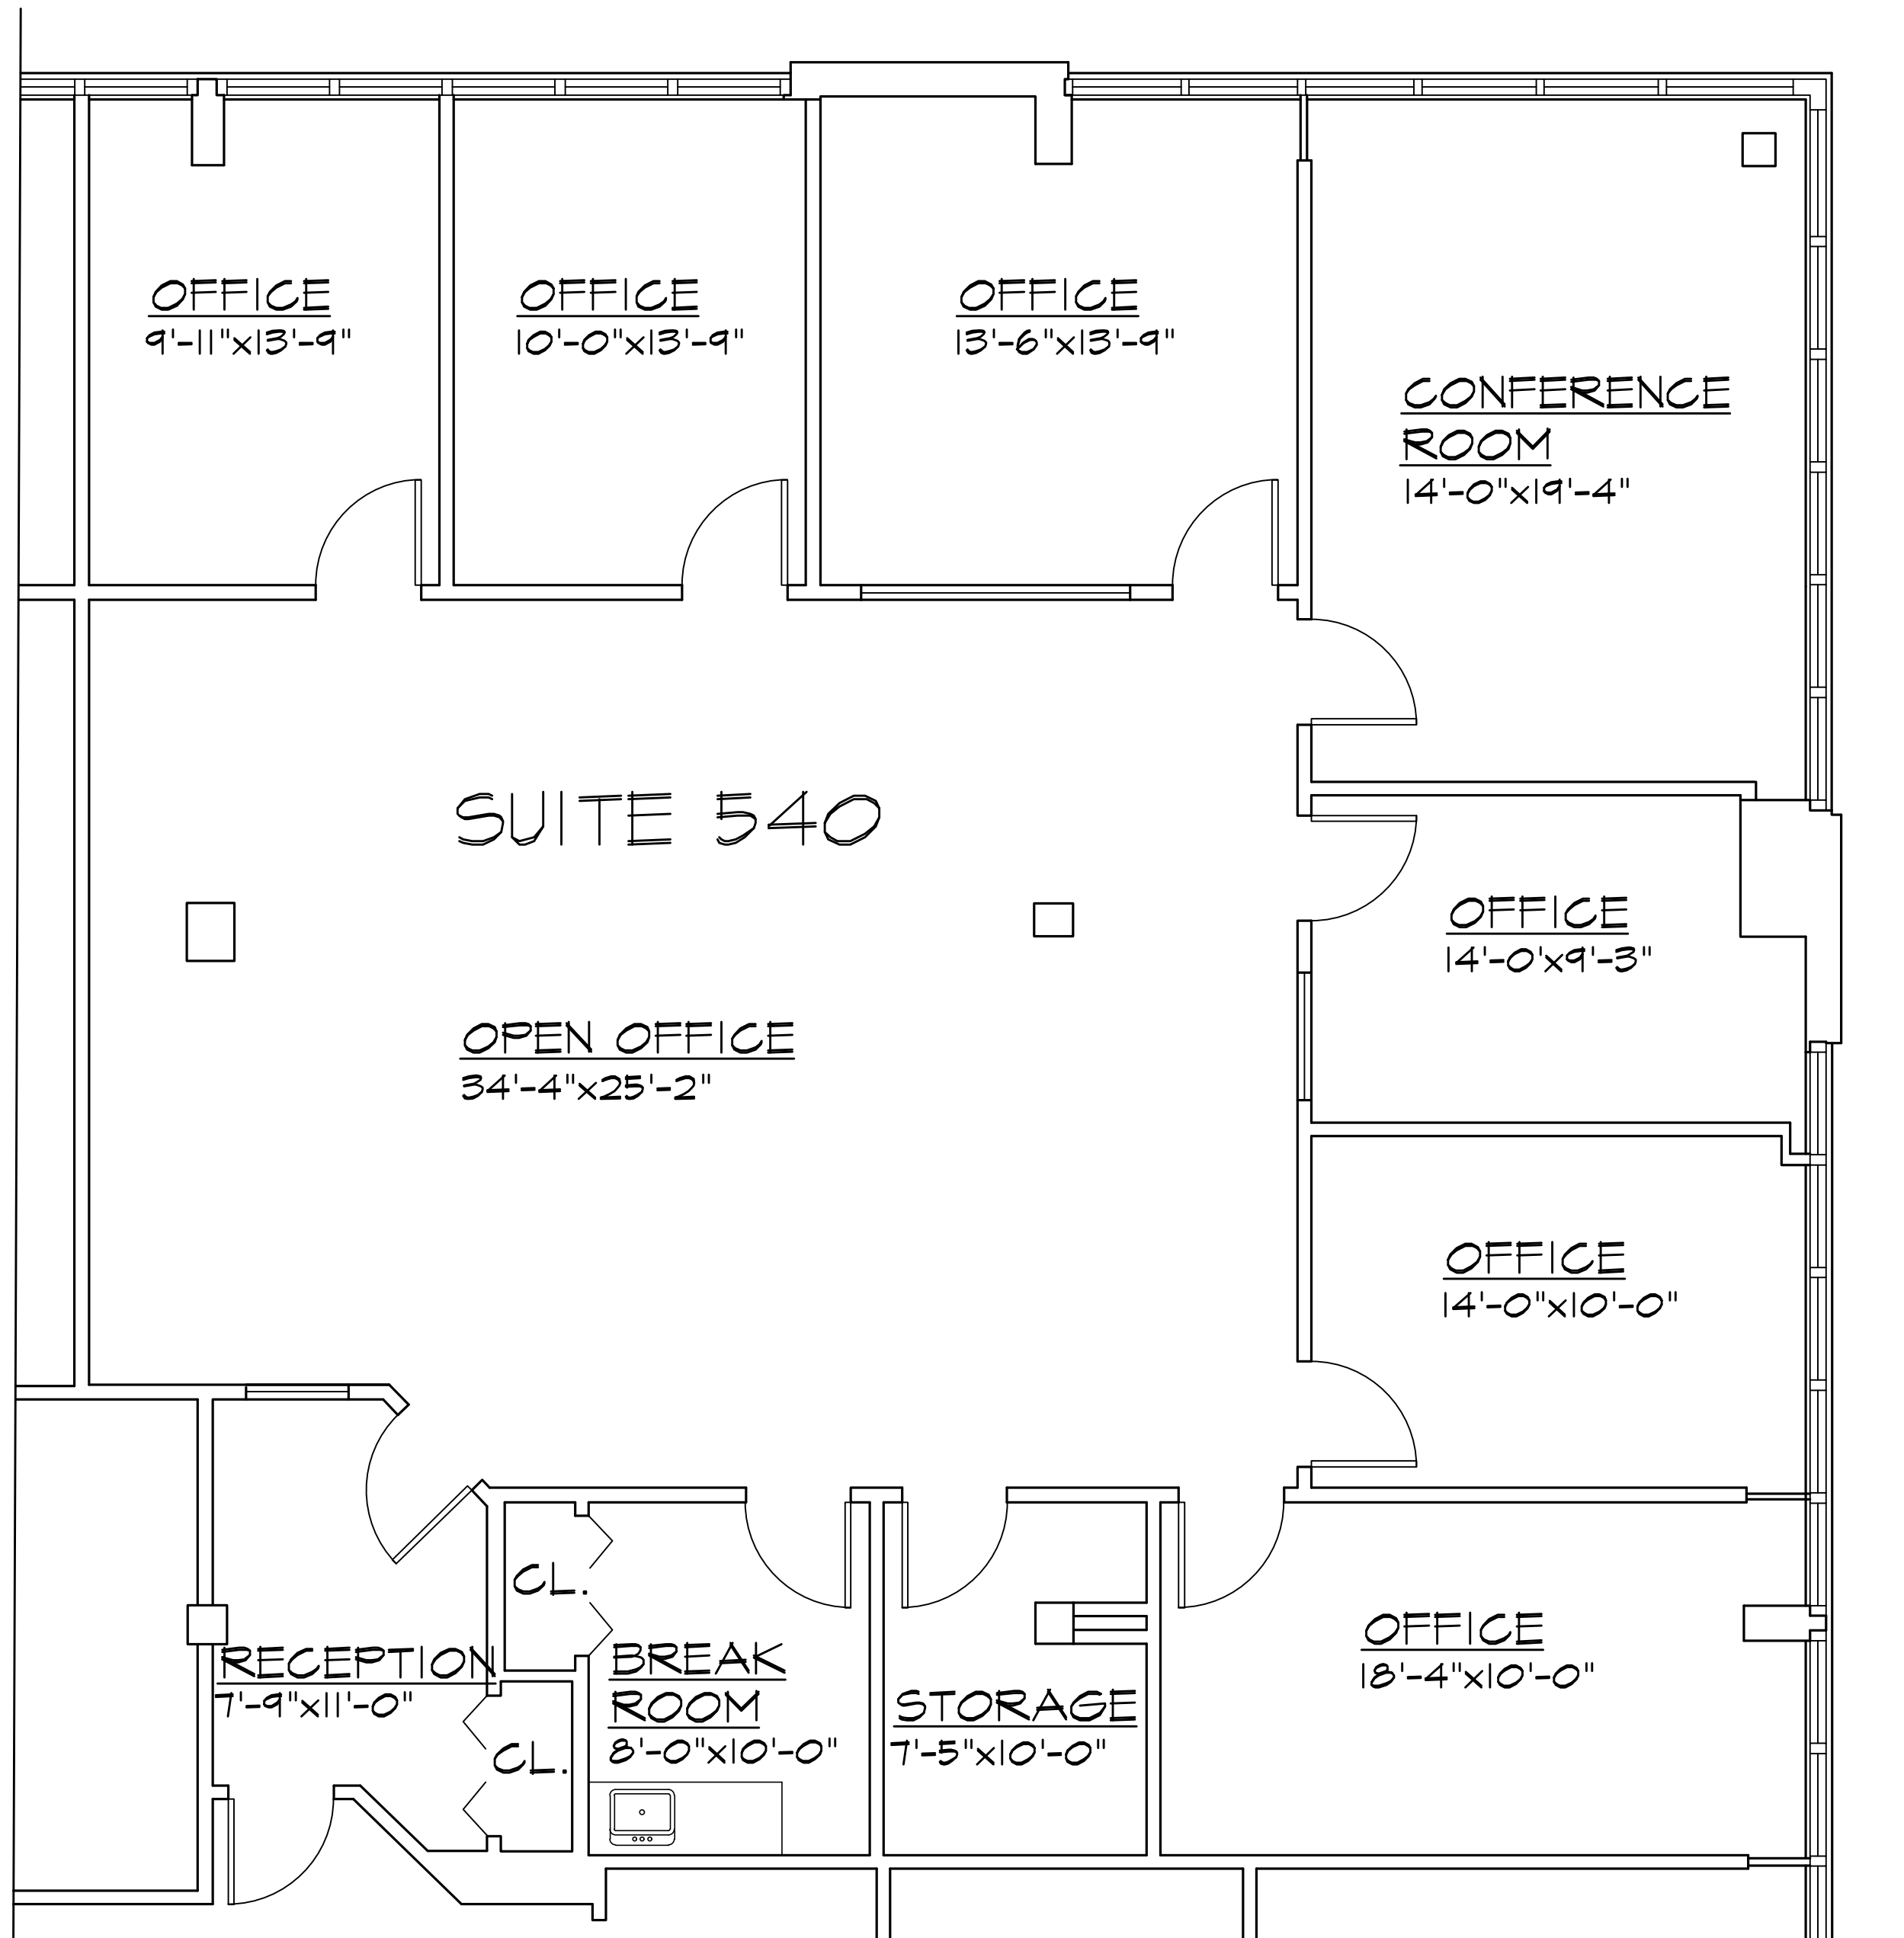 OFFICE
9'-11"x13'-9"
OFFICE
10'-0"x13'-9"
OFFICE
13'-6"x13'-9"
CONFERENCE
ROOM
14'-0"x19'-4"
SUITE 540
OFFICE
14'-0'x9'-3"
OPEN OFFICE
34'-4"x25'-2"
OFFICE
14'-0"x10'-0"
CL.
RECEPTION
7'-9"x11'-0"
CL.
BREAK
ROOM
8'-0"x10'-0"
STORAGE
7'-5"x10'-0"
OFFICE
18'-4"x10'-0"